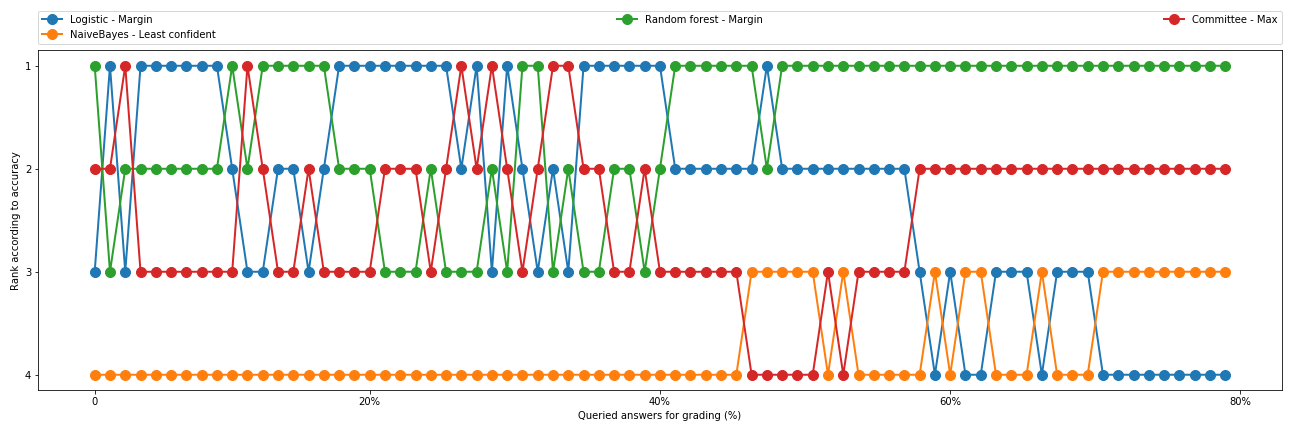 Logistic - Margin
NaiveBayes - Least confident
Random forest - Margin
Committee - Max
Rank according to accuracy
1
2
3
4
0 20% 40% 60% 80%
Queried answers for grading (%)